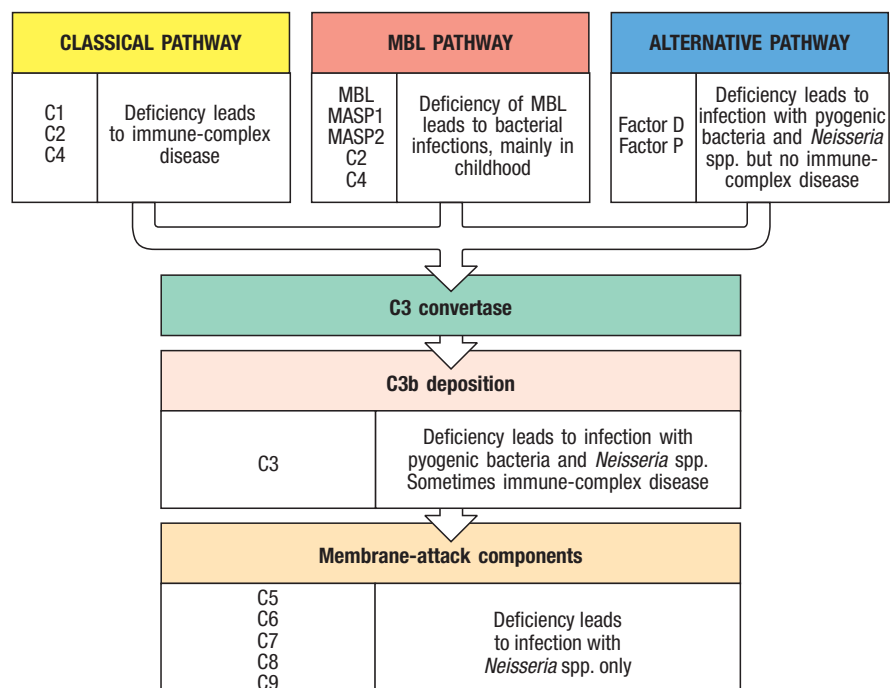 CLASSICAL PATHWAY
C1
C2
C4
Deficiency leads
to immune-complex
disease
MBL PATHWAY
MBL
MASP1
MASP2
C2
C4
Deficiency of MBL
leads to bacterial
infections, mainly in
childhood
ALTERNATIVE PATHWAY
Factor D
Factor P
Deficiency leads to
infection with pyogenic
bacteria and Neisseria
spp. but no immune-
complex disease
C3 convertase
C3b deposition
C3
Deficiency leads to infection with
pyogenic bacteria and Neisseria spp.
Sometimes immune-complex disease
Membrane-attack components
C5
C6
C7
C8
C9
Deficiency leads
to infection with
Neisseria spp. only